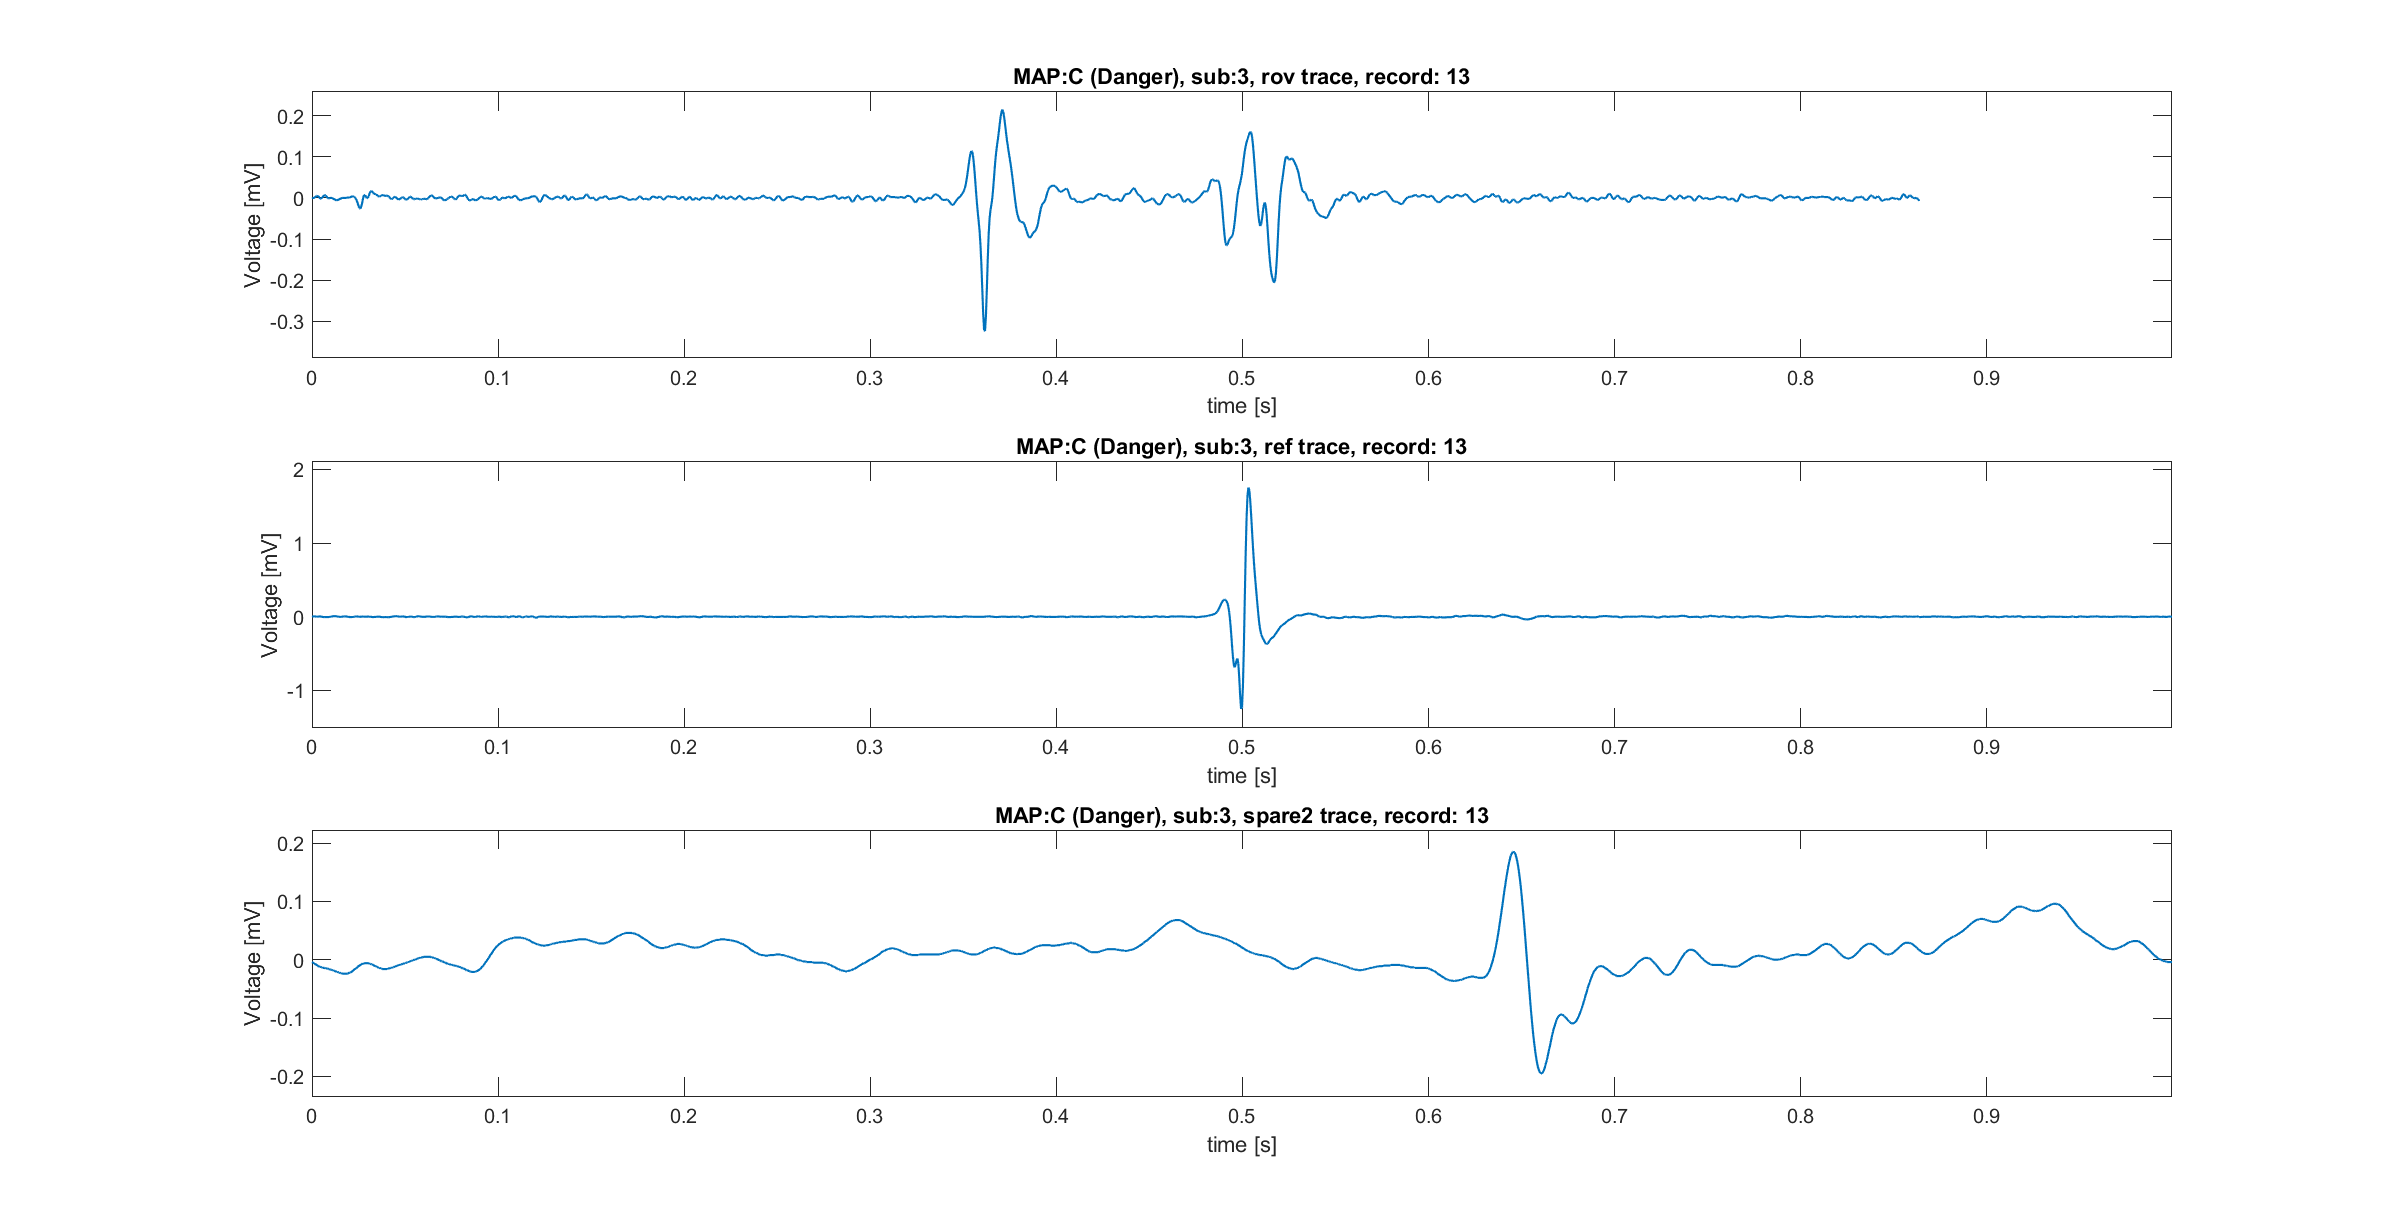 MAP:C (Danger), sub:3, rov trace, record: 13
0.2
0.1
0
-0.1
-0.2
-0.3
Voltage [mV]
0 0.1 0.2 0.3 0.4 0.5 0.6 0.7 0.8 0.9
time [s]
MAP:C (Danger), sub:3, ref trace, record: 13
2
1
0
-1
Voltage [mV]
0 0.1 0.2 0.3 0.4 0.5 0.6 0.7 0.8 0.9
time [s]
MAP:C (Danger), sub:3, spare2 trace, record: 13
0.2
0.1
0
-0.1
-0.2
Voltage [mV]
0 0.1 0.2 0.3 0.4 0.5 0.6 0.7 0.8 0.9
time [s]